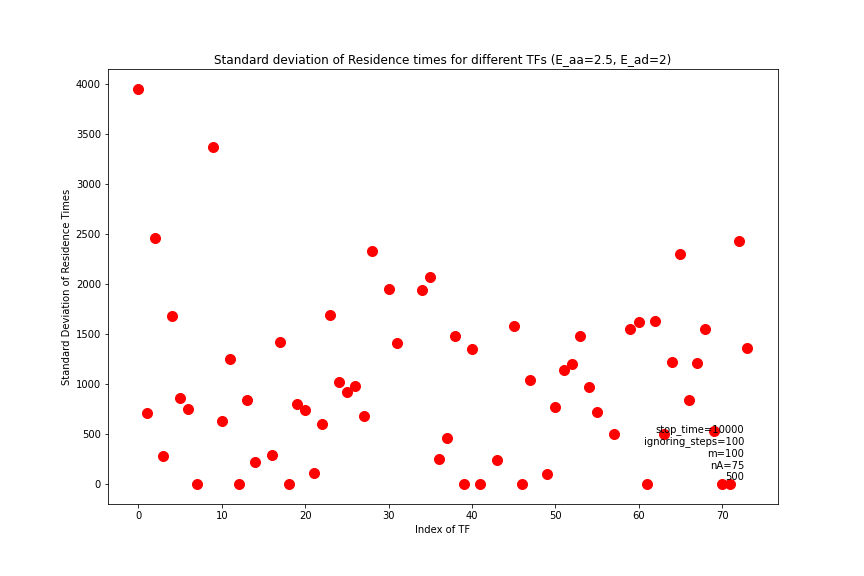 Standard deviation of Residence times for different TFs (E_aa=2.5, E_ad=2)
4000
3500
3000
2500
2000
1500
1000
500
0
Standard Deviation of Residence Times
stop_time=10000
ignoring_steps=100
m=100
nA=75
500
0
10
20
30
40
50
60
70
Index of TF